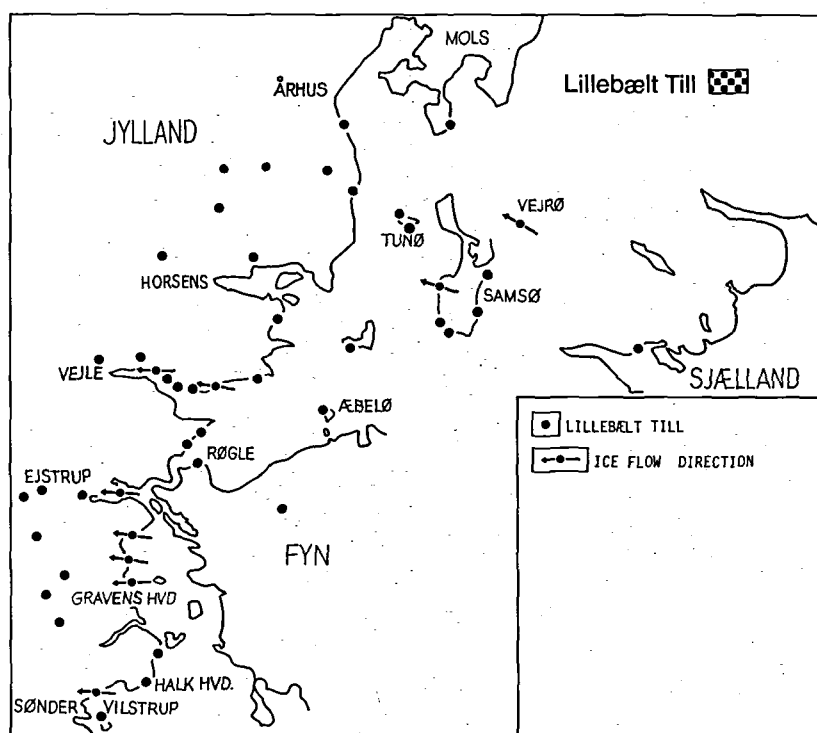 MOLS
Lillebælt Till
ÅRHUS
JYLLAND
VEJRØ
TUNØ
HORSENS
SAMSØ
VEJLE
SJÆLLAND
ÆBELØ
LILLEBÆLT TILL
RØGLE
ICE FLOW DIRECTION
EJSTRUP
FYN
GRAVENS HVD
HALK HVD.
SØNDER
VILSTRUP